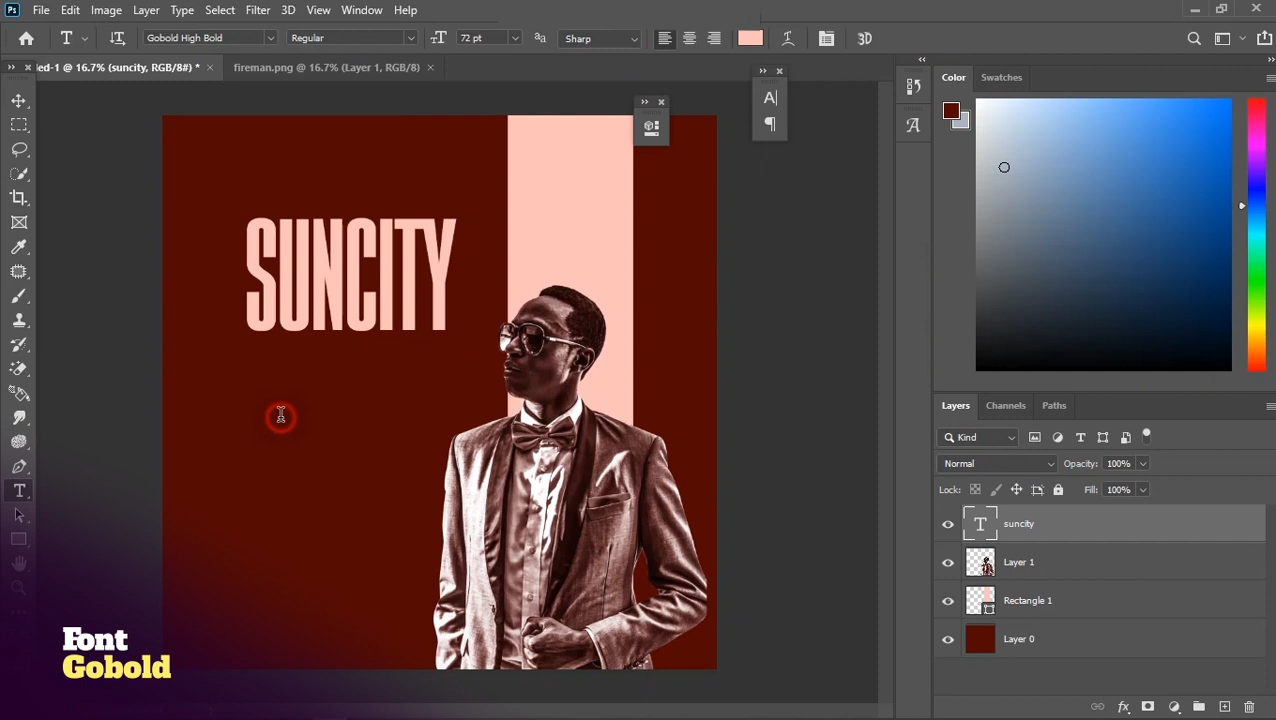 Ps File Edit Image Layer Type Select Filter 3D View Window Help
T Gobold High Bold Regular 72 pt aa Sharp 3D
ed-1 @ 16.7% (suncity, RGB/8#) * fireman.png @ 16.7% (Layer 1, RGB/8)
Color Swatches
SUNCITY
Layers Channels Paths
Kind
Normal Opacity: 100%
Lock: Fill: 100%
T suncity
Layer 1
Rectangle 1
Layer 0
fx
Font
Gobold